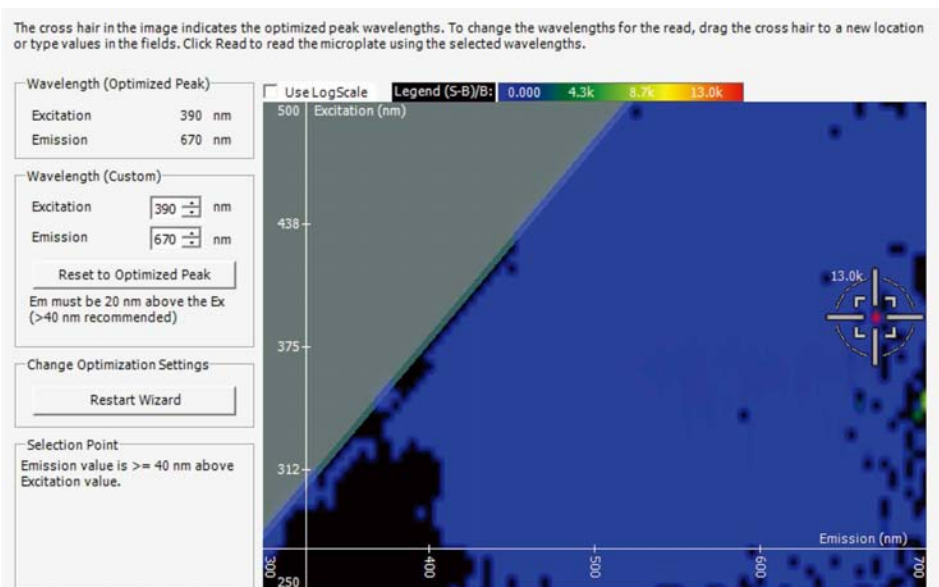 The cross hair in the image indicates the optimized peak wavelengths. To change the wavelengths for the read, drag the cross hair to a new location
or type values in the fields. Click Read to read the microplate using the selected wavelengths.
Wavelength (Optimized Peak)
Excitation 390 nm
Emission 670 nm
Wavelength (Custom)
Excitation 390 nm
Emission 670 nm
Reset to Optimized Peak
Em must be 20 nm above the Ex
(>40 nm recommended)
Change Optimization Settings
Restart Wizard
Selection Point
Emission value is >= 40 nm above
Excitation value.
Use LogScale Legend (S-B)/B: 0.000 4.3k 8.7k 13.0k
500 Excitation (nm)
438
13.0k
375
312
Emission (nm)
300 400 500 600 700
250